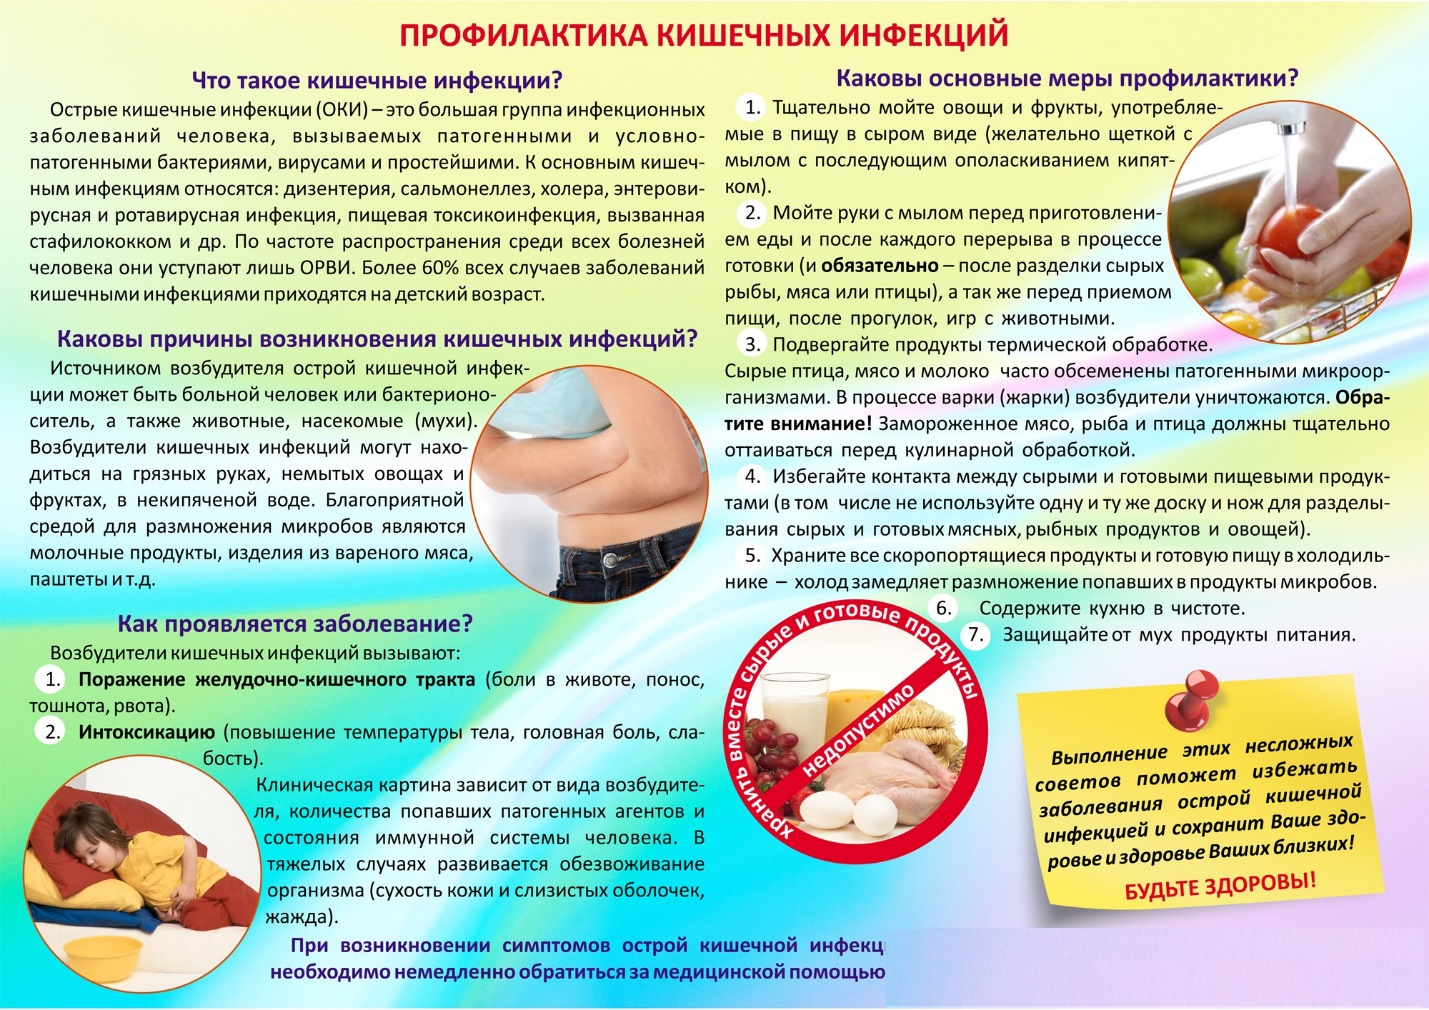 ПРОФИЛАКТИКА КИШЕЧНЫХ ИНФЕКЦИЙ
Что такое кишечные инфекции?
Острые кишечные инфекции (ОКИ) – это большая группа инфекционных
заболеваний человека, вызываемых патогенными и условно-
патогенными бактериями, вирусами и простейшими. К основным кишеч-
ным инфекциям относятся: дизентерия, сальмонеллез, холера, энтерови-
русная и ротавирусная инфекция, пищевая токсикоинфекция, вызванная
стафилококком и др. По частоте распространения среди всех болезней
человека они уступают лишь ОРВИ. Более 60% всех случаев заболеваний
кишечными инфекциями приходятся на детский возраст.
Каковы причины возникновения кишечных инфекций?
Источником возбудителя острой кишечной инфек-
ции может быть больной человек или бактерионо-
ситель, а также животные, насекомые (мухи).
Возбудители кишечных инфекций могут нахо-
диться на грязных руках, немытых овощах и
фруктах, в некипяченой воде. Благоприятной
средой для размножения микробов являются
молочные продукты, изделия из вареного мяса,
паштеты и т.д.
Как проявляется заболевание?
Возбудители кишечных инфекций вызывают:
1. Поражение желудочно-кишечного тракта (боли в животе, понос,
тошнота, рвота).
2. Интоксикацию (повышение температуры тела, головная боль, сла-
бость).
Клиническая картина зависит от вида возбудите-
ля, количества попавших патогенных агентов и
состояния иммунной системы человека. В
тяжелых случаях развивается обезвоживание
организма (сухость кожи и слизистых оболочек,
жажда).
При возникновении симптомов острой кишечной инфекц
необходимо немедленно обратиться за медицинской помощью
Каковы основные меры профилактики?
1. Тщательно мойте овощи и фрукты, употребляе-
мые в пищу в сыром виде (желательно щеткой с
мылом с последующим ополаскиванием кипят-
ком).
2. Мойте руки с мылом перед приготовлени-
ем еды и после каждого перерыва в процессе
готовки (и обязательно – после разделки сырых
рыбы, мяса или птицы), а так же перед приемом
пищи, после прогулок, игр с животными.
3. Подвергайте продукты термической обработке.
Сырые птица, мясо и молоко часто обсеменены патогенными микроор-
ганизмами. В процессе варки (жарки) возбудители уничтожаются. Обра-
тите внимание! Замороженное мясо, рыба и птица должны тщательно
оттаиваться перед кулинарной обработкой.
4. Избегайте контакта между сырыми и готовыми пищевыми продук-
тами (в том числе не используйте одну и ту же доску и нож для разделы-
вания сырых и готовых мясных, рыбных продуктов и овощей).
5. Храните все скоропортящиеся продукты и готовую пищу в холодиль-
нике – холод замедляет размножение попавших в продукты микробов.
6. Содержите кухню в чистоте.
7. Защищайте от мух продукты питания.
хранить вместе сырые и готовые продукты
недопустимо
Выполнение этих несложных
советов поможет избежать
заболевания острой кишечной
инфекцией и сохранит Ваше здо-
ровье и здоровье Ваших близких!
БУДЬТЕ ЗДОРОВЫ!